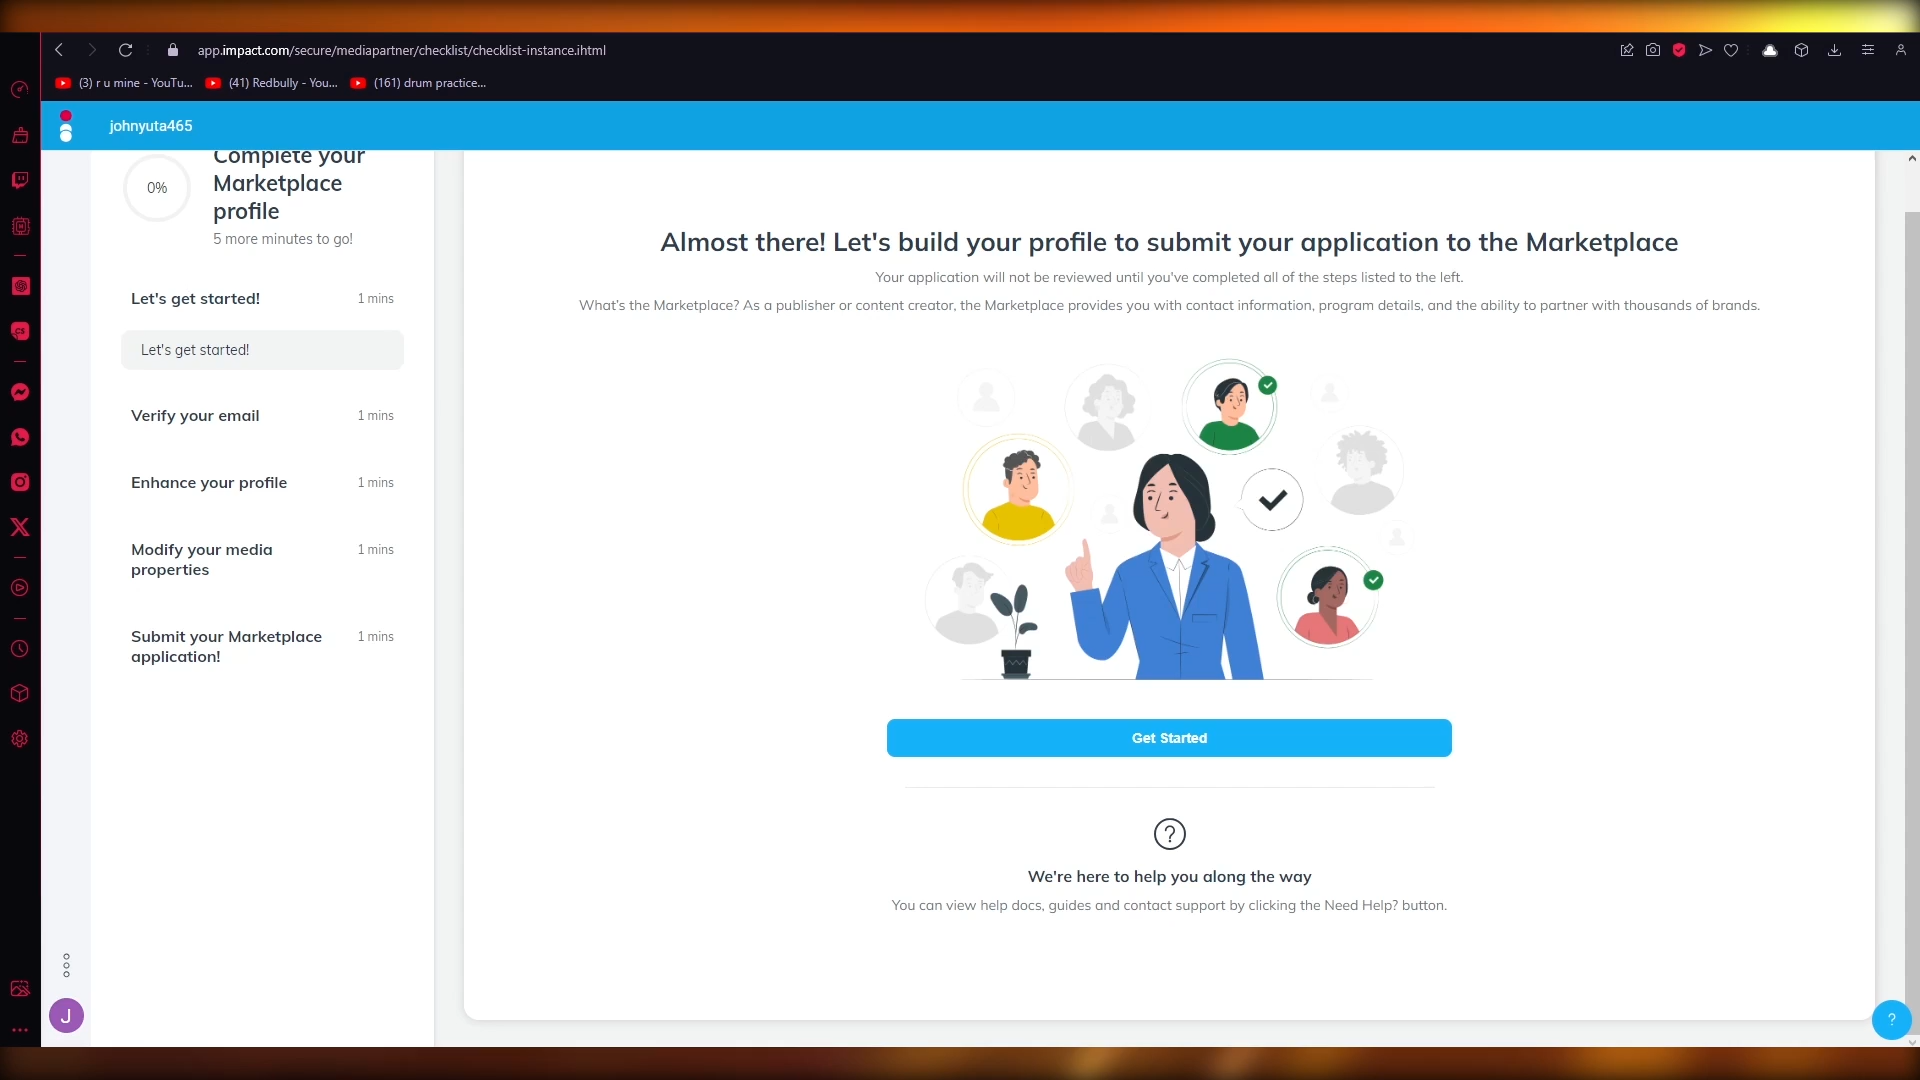 app.impact.com/secure/mediapartner/checklist/checklist-instance.ihtml
(3) r u mine - YouTu... (41) Redbully - You... (161) drum practice...
johnyuta465
0%
Complete your
Marketplace
profile
5 more minutes to go!
Let's get started! 1 mins
Let's get started!
Verify your email 1 mins
Enhance your profile 1 mins
Modify your media
properties 1 mins
Submit your Marketplace
application! 1 mins
J
Almost there! Let's build your profile to submit your application to the Marketplace
Your application will not be reviewed until you've completed all of the steps listed to the left.
What's the Marketplace? As a publisher or content creator, the Marketplace provides you with contact information, program details, and the ability to partner with thousands of brands.
Get Started
?
We're here to help you along the way
You can view help docs, guides and contact support by clicking the Need Help? button.
?